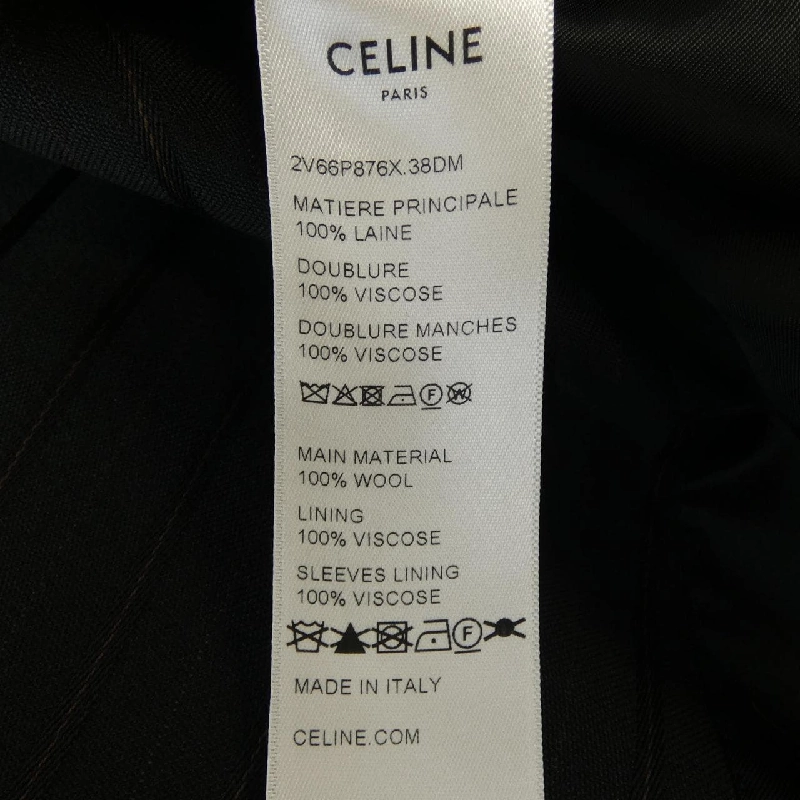 CELINE
PARIS
2V66P876X.38DM
MATIERE PRINCIPALE
100% LAINE
DOUBLURE
100% VISCOSE
DOUBLURE MANCHES
100% VISCOSE
F W
MAIN MATERIAL
100% WOOL
LINING
100% VISCOSE
SLEEVES LINING
100% VISCOSE
F
MADE IN ITALY
CELINE.COM